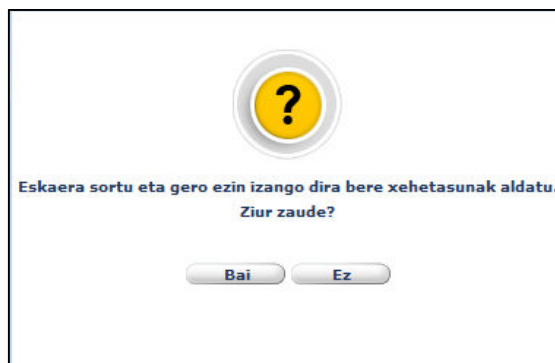 ?
Eskaera sortu eta gero ezin izango dira bere xehetasunak aldatu.
Ziur zaude?
Bai Ez